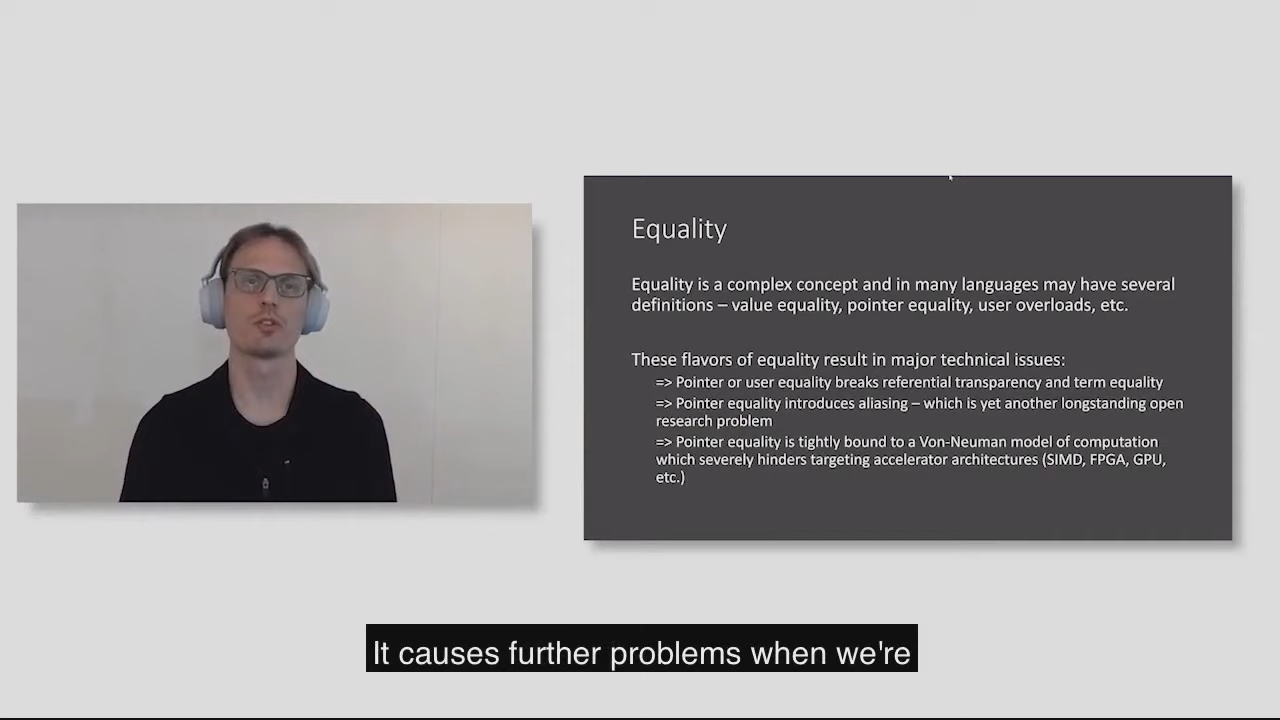 Equality
Equality is a complex concept and in many languages may have several
definitions – value equality, pointer equality, user overloads, etc.
These flavors of equality result in major technical issues:
=> Pointer or user equality breaks referential transparency and term equality
=> Pointer equality introduces aliasing – which is yet another longstanding open
research problem
=> Pointer equality is tightly bound to a Von-Neuman model of computation
which severely hinders targeting accelerator architectures (SIMD, FPGA, GPU,
etc.)
It causes further problems when we're